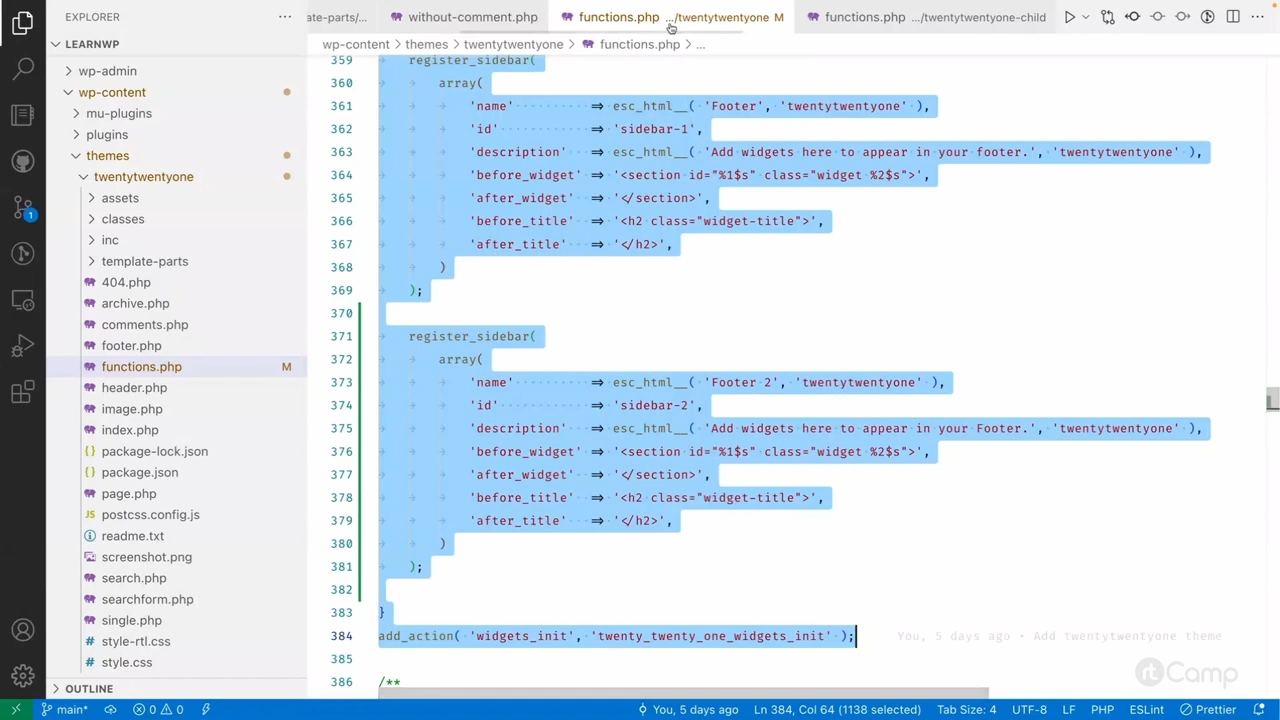 EXPLORER
ate-parts/...
without-comment.php
functions.php .../twentytwentyone M
functions.php .../twentytwentyone-child
LEARNWP
wp-content > themes > twentytwentyone > functions.php > ...
wp-admin
wp-content
mu-plugins
plugins
themes
twentytwentyone
assets
classes
inc
template-parts
404.php
archive.php
comments.php
footer.php
functions.php M
header.php
image.php
index.php
package-lock.json
package.json
page.php
JS postcss.config.js
readme.txt
screenshot.png
search.php
searchform.php
single.php
style-rtl.css
style.css
OUTLINE
1
359 register_sidebar(
360 array(
361 'name' => esc_html__( 'Footer', 'twentytwentyone' ),
362 'id' => 'sidebar-1',
363 'description' => esc_html__( 'Add widgets here to appear in your footer.', 'twentytwentyone' ),
364 'before_widget' => '<section id="%1$s" class="widget %2$s">',
365 'after_widget' => '</section>',
366 'before_title' => '<h2 class="widget-title">',
367 'after_title' => '</h2>',
368 )
369 );
370
371 register_sidebar(
372 array(
373 'name' => esc_html__( 'Footer 2', 'twentytwentyone' ),
374 'id' => 'sidebar-2',
375 'description' => esc_html__( 'Add widgets here to appear in your Footer.', 'twentytwentyone' ),
376 'before_widget' => '<section id="%1$s" class="widget %2$s">',
377 'after_widget' => '</section>',
378 'before_title' => '<h2 class="widget-title">',
379 'after_title' => '</h2>',
380 )
381 );
382
383 }
384 add_action( 'widgets_init', 'twenty_twenty_one_widgets_init' ); You, 5 days ago • Add twentytwentyone theme
385
386 /**
rtCamp
main* 0 0 You, 5 days ago Ln 384, Col 64 (1138 selected) Tab Size: 4 UTF-8 LF PHP ESLint Prettier